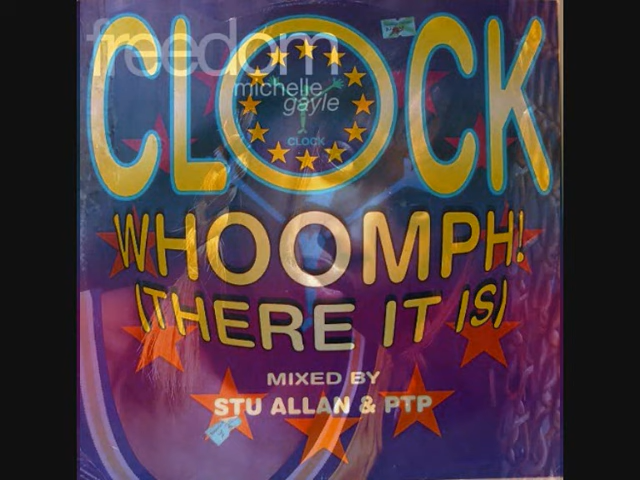 freedom
michelle
gayle
CLOCK
CLOCK
WHOOMPH!
(THERE IT IS)
MIXED BY
STU ALLAN & PTP